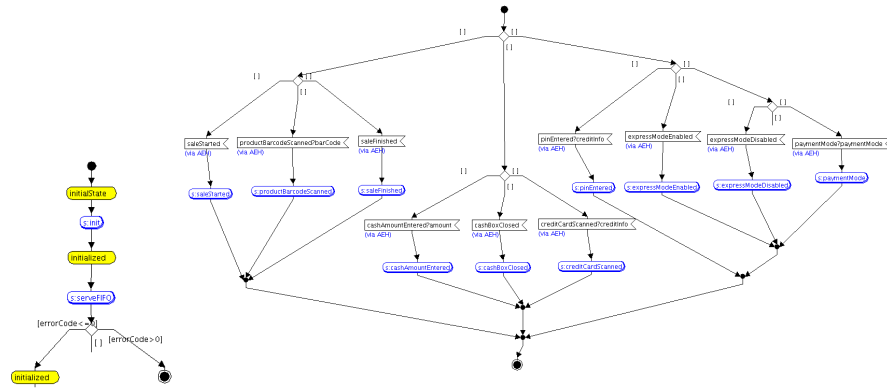 [ ] [ ]
[ ]
[ ] [ ]
[ ]
[ ] [ ]
[ ]
[ ] [ ]
[ ]
saleStarted
(via AEH)
productBarcodeScanned?barCode
(via AEH)
saleFinished
(via AEH)
pinEntered?creditInfo
(via AEH)
expressModeEnabled
(via AEH)
expressModeDisabled
(via AEH)
paymentMode?paymentMode
(via AEH)
s:saleStarted
s:productBarcodeScanned
s:saleFinished
s:pinEntered
s:expressModeEnabled
s:expressModeDisabled
s:paymentMode
[ ] [ ]
[ ]
cashAmountEntered?amount
(via AEH)
cashBoxClosed
(via AEH)
creditCardScanned?creditInfo
(via AEH)
s:cashAmountEntered
s:cashBoxClosed
s:creditCardScanned
initialState
s:init
initialized
s:serveFIFO
[errorCode<=0]
[ ]
[errorCode>0]
initialized